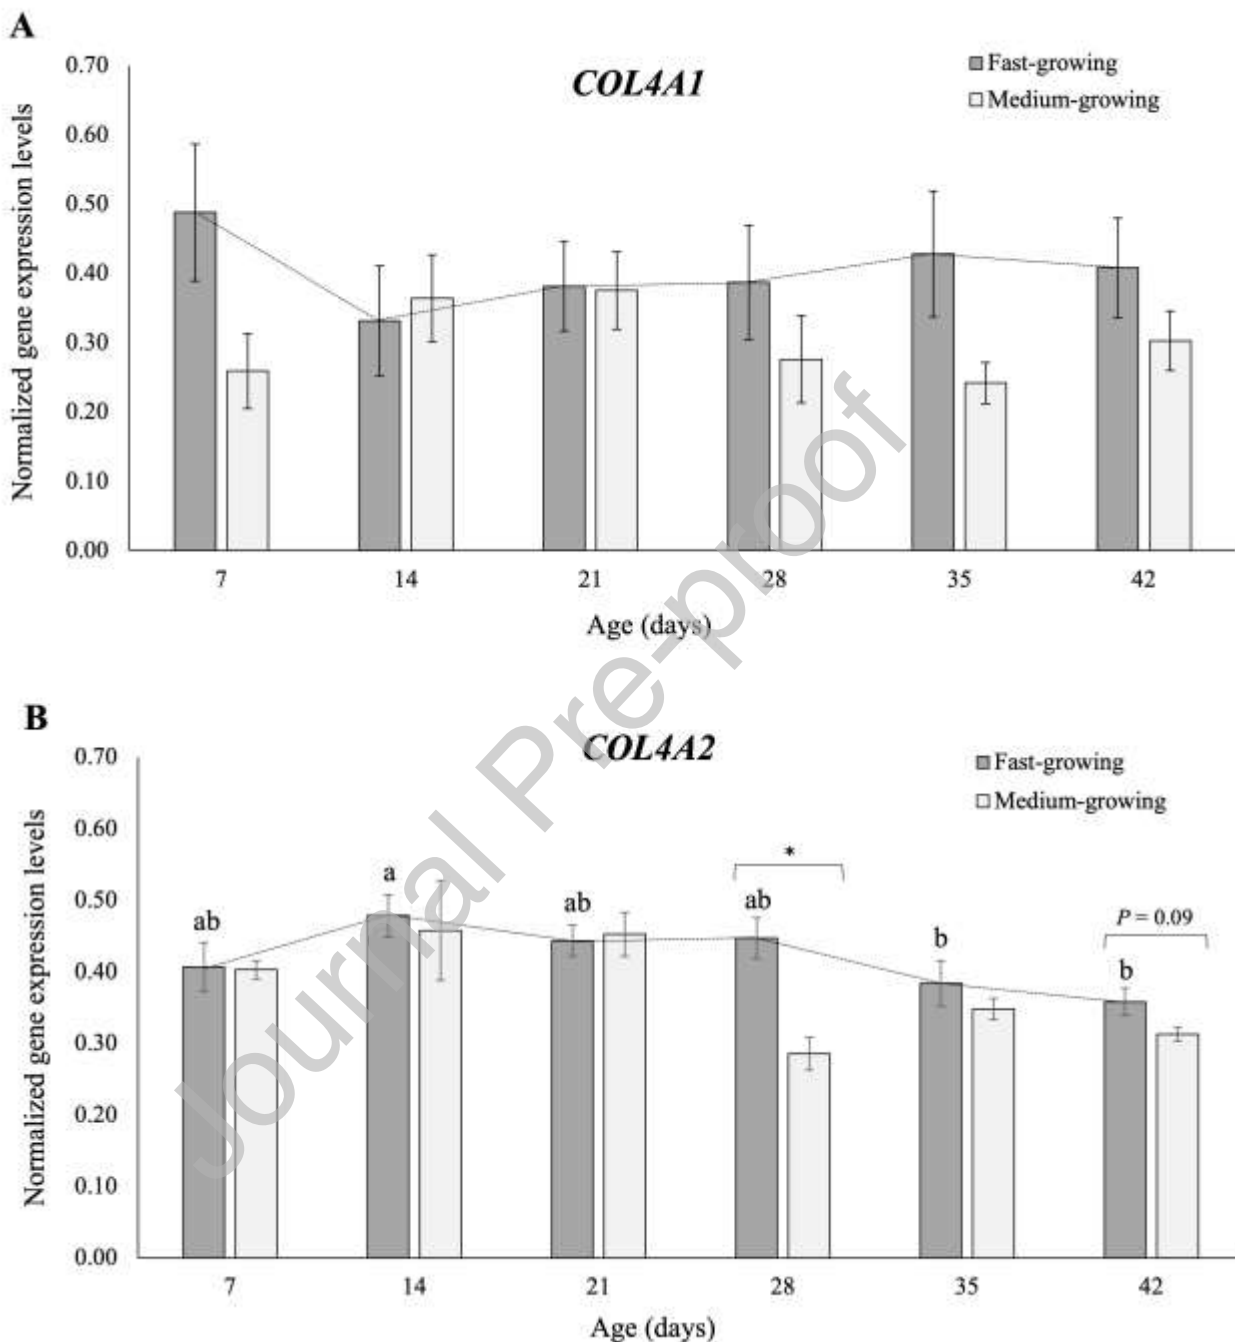 A
COL4A1
Fast-growing
Medium-growing
Normalized gene expression levels
0.70
0.60
0.50
0.40
0.30
0.20
0.10
0.00
7 14 21 28 35 42
Age (days)
Journal Pre-proof
B
COL4A2
Fast-growing
Medium-growing
Normalized gene expression levels
0.70
0.60
0.50
0.40
0.30
0.20
0.10
0.00
*
ab a ab ab b b
P = 0.09
7 14 21 28 35 42
Age (days)